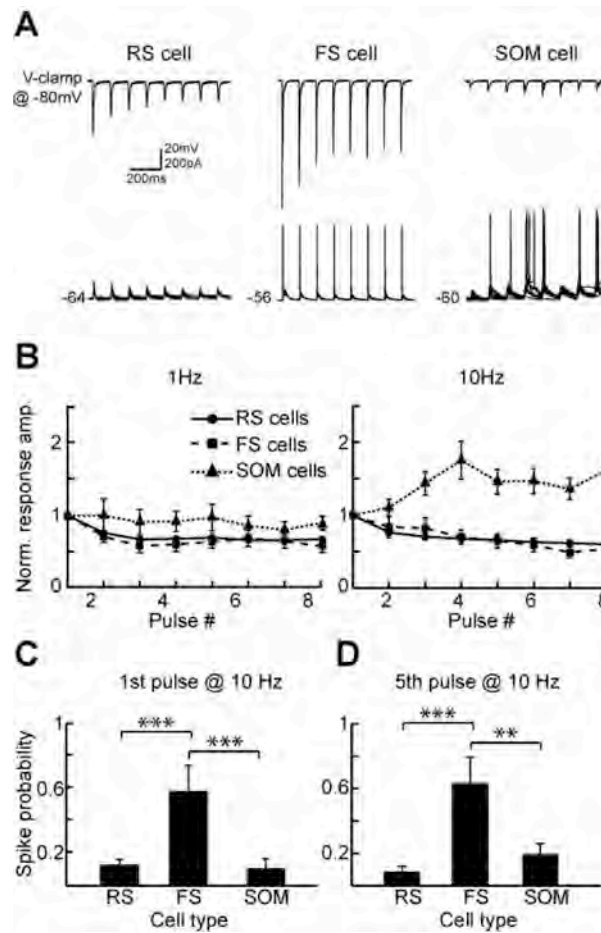 A
RS cell FS cell SOM cell
V-clamp
@ -80mV
20mV
200pA
200ms
-64 -56 -60
B
1Hz 10Hz
Norm. response amp.
2
1
0
RS cells
FS cells
SOM cells
2 4 6 8
Pulse #
2
1
0
2 4 6 8
Pulse #
C D
1st pulse @ 10 Hz 5th pulse @ 10 Hz
Spike probability
1
0.6
0.2
*** ***
RS FS SOM
Cell type
1
0.6
0.2
*** **
RS FS SOM
Cell type